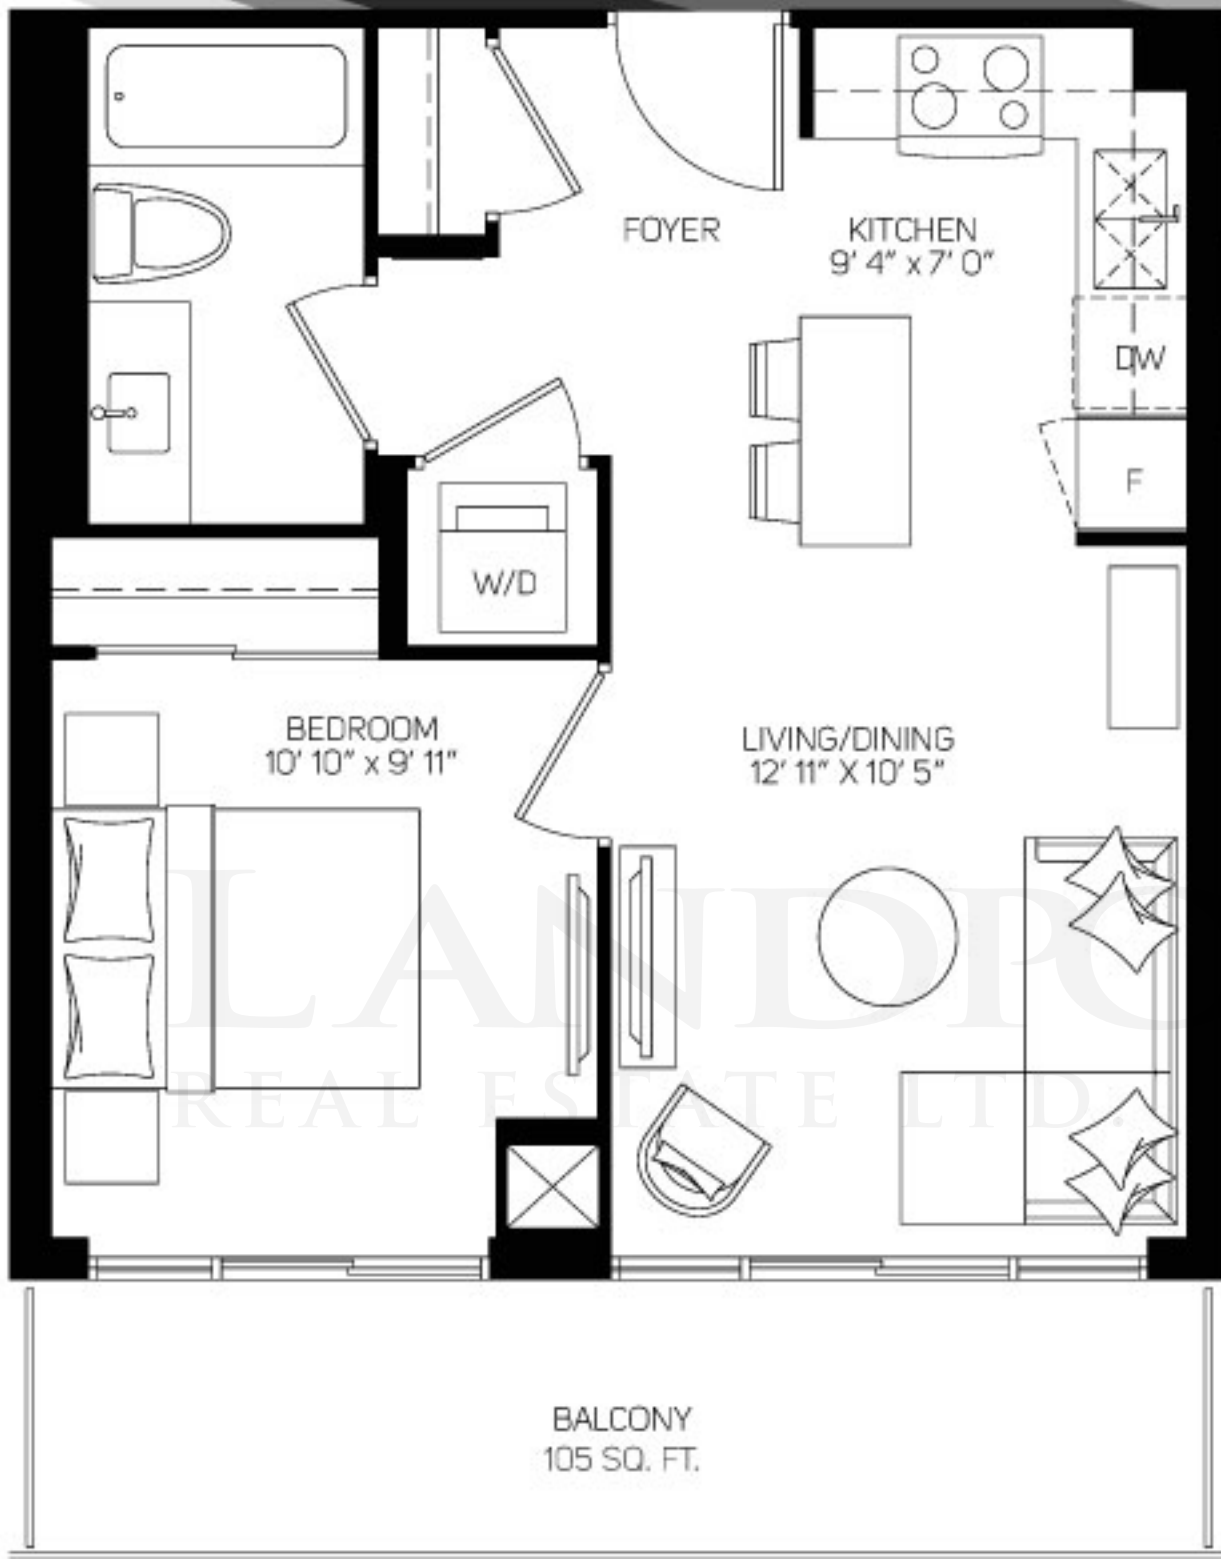 FOYER
KITCHEN
9' 4" x 7' 0"
DW
F
W/D
BEDROOM
10' 10" x 9' 11"
LIVING/DINING
12' 11" X 10' 5"
LANDPO
REAL ESTATE LTD.
BALCONY
105 SQ. FT.